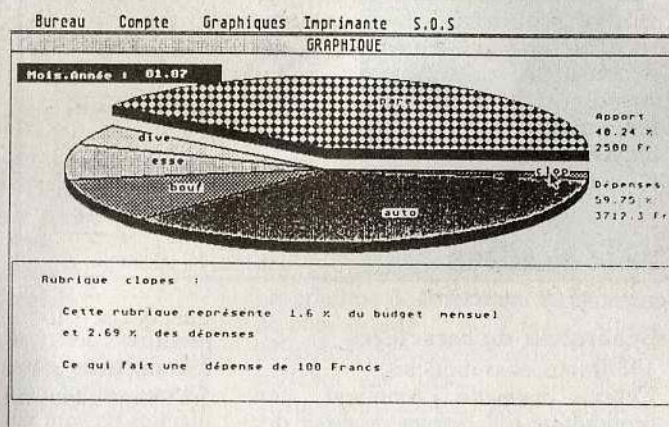 Bureau Compte Graphiques Imprimante S.O.S
GRAPHIQUE
Mois.Année : 01.87
Apport
40.24 %
2500 Fr
dive
esse
bouf
auto
clop
Dépenses
59.75 %
3712.3 Fr
Rubrique clopes :
Cette rubrique représente 1.6 % du budget mensuel
et 2.69 % des dépenses
Ce qui fait une dépense de 100 Francs